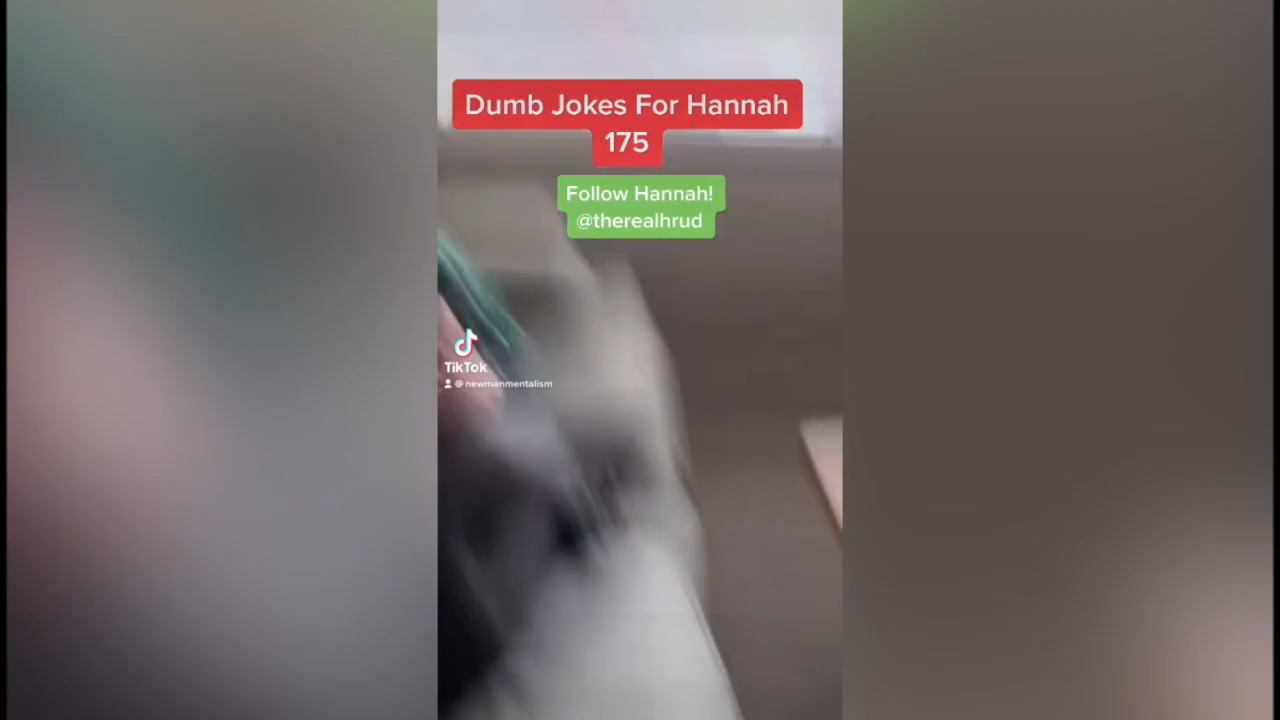 Dumb Jokes For Hannah
175
Follow Hannah!
@therealhrud
TikTok
@ newmanmentalism